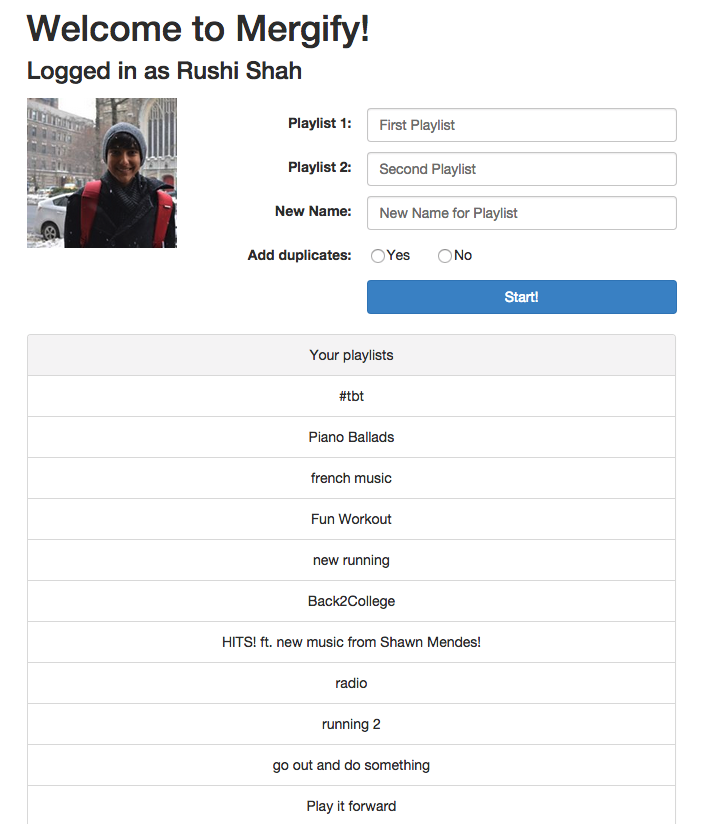 Welcome to Mergify!
Logged in as Rushi Shah
Playlist 1: First Playlist
Playlist 2: Second Playlist
New Name: New Name for Playlist
Add duplicates: Yes No
Start!
Your playlists
#tbt
Piano Ballads
french music
Fun Workout
new running
Back2College
HITS! ft. new music from Shawn Mendes!
radio
running 2
go out and do something
Play it forward